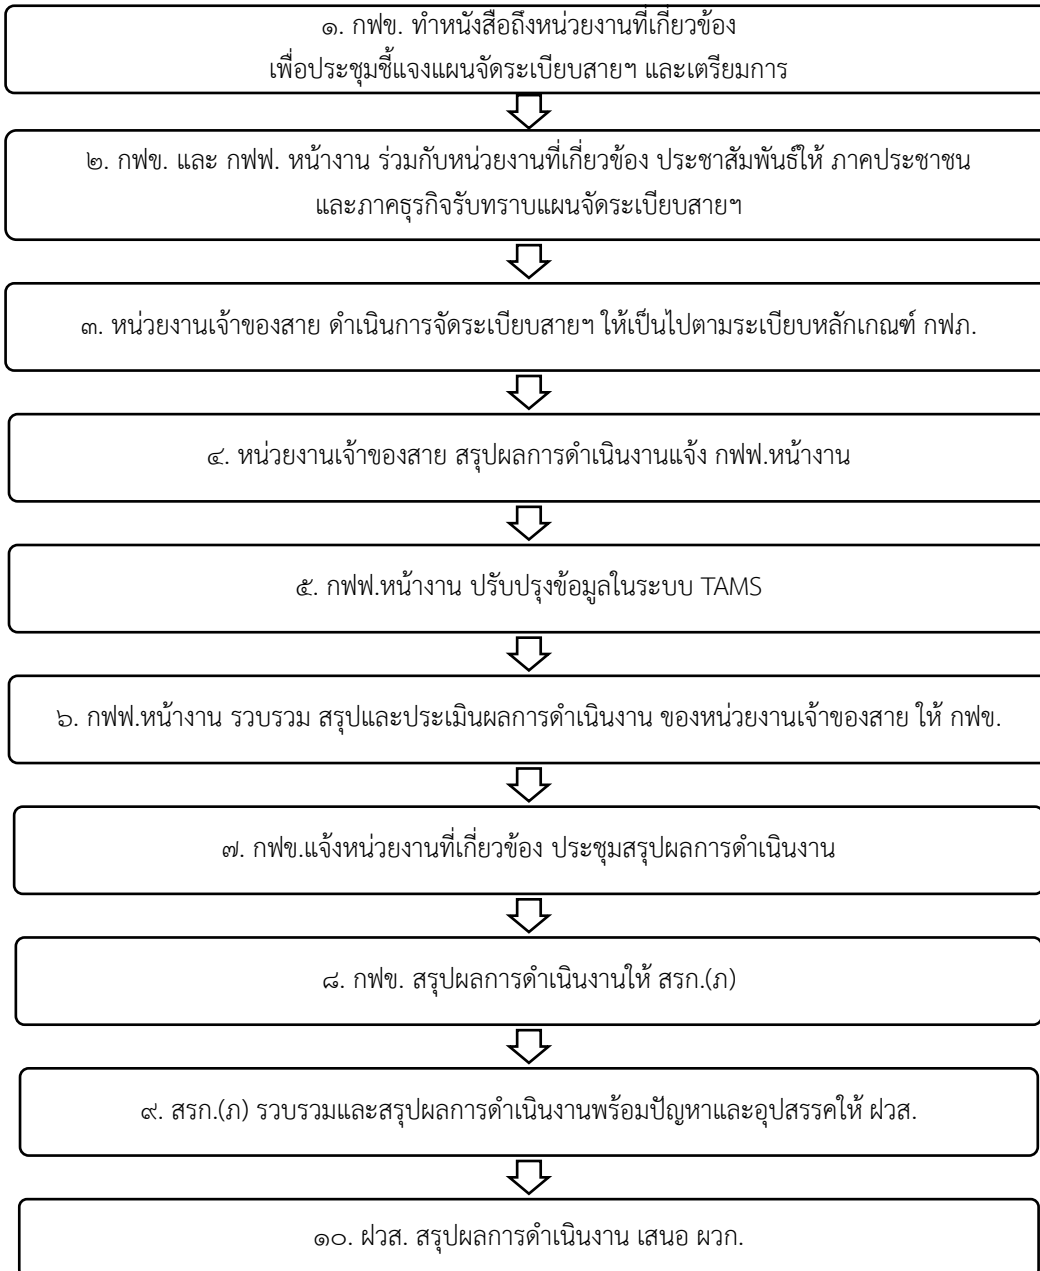 ๑. กฟข. ทำหนังสือถึงหน่วยงานที่เกี่ยวข้อง
เพื่อประชุมชี้แจงแผนจัดระเบียบสายฯ และเตรียมการ
๒. กฟข. และ กฟฟ. หน้างาน ร่วมกับหน่วยงานที่เกี่ยวข้อง ประชาสัมพันธ์ให้ ภาคประชาชน
และภาคธุรกิจรับทราบแผนจัดระเบียบสายฯ
๓. หน่วยงานเจ้าของสาย ดำเนินการจัดระเบียบสายฯ ให้เป็นไปตามระเบียบหลักเกณฑ์ กฟภ.
๔. หน่วยงานเจ้าของสาย สรุปผลการดำเนินงานแจ้ง กฟฟ.หน้างาน
๕. กฟฟ.หน้างาน ปรับปรุงข้อมูลในระบบ TAMS
๖. กฟฟ.หน้างาน รวบรวม สรุปและประเมินผลการดำเนินงาน ของหน่วยงานเจ้าของสาย ให้ กฟข.
๗. กฟข.แจ้งหน่วยงานที่เกี่ยวข้อง ประชุมสรุปผลการดำเนินงาน
๘. กฟข. สรุปผลการดำเนินงานให้ สรก.(ภ)
๙. สรก.(ภ) รวบรวมและสรุปผลการดำเนินงานพร้อมปัญหาและอุปสรรคให้ ฝวส.
๑๐. ฝวส. สรุปผลการดำเนินงาน เสนอ ผวก.